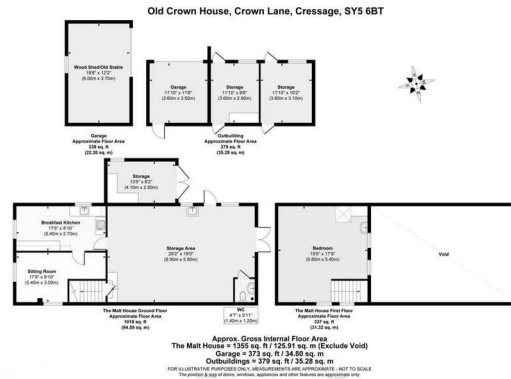 Old Crown House, Crown Lane, Cressage, SY5 6BT
Wood Shed/Old Stable
19'8" x 12'2"
(6.00m x 3.70m)
Garage
11'10" x 11'6"
(3.60m x 3.50m)
Storage
11'10" x 9'6"
(3.60m x 2.90m)
Storage
11'10" x 10'2"
(3.60m x 3.10m)
Garage
Approximate Floor Area
239 sq. ft
(22.20 sq. m)
Outbuilding
Approximate Floor Area
379 sq. ft
(35.28 sq. m)
Storage
13'5" x 8'2"
(4.10m x 2.50m)
Breakfast Kitchen
17'9" x 8'10"
(5.40m x 2.70m)
Storage Area
29'2" x 19'0"
(8.90m x 5.80m)
Sitting Room
17'9" x 9'10"
(5.40m x 3.00m)
Bedroom
19'0" x 17'9"
(5.80m x 5.40m)
Void
WC
4'7" x 3'11"
(1.40m x 1.20m)
The Malt House Ground Floor
Approximate Floor Area
1018 sq. ft
(94.59 sq. m)
The Malt House First Floor
Approximate Floor Area
337 sq. ft
(31.32 sq. m)
Approx. Gross Internal Floor Area
The Malt House = 1355 sq. ft / 125.91 sq. m (Exclude Void)
Garage = 373 sq. ft / 34.80 sq. m
Outbuildings = 379 sq. ft / 35.28 sq. m
FOR ILLUSTRATIVE PURPOSES ONLY, MEASUREMENTS ARE APPROXIMATE - NOT TO SCALE
The position & size of doors, windows, appliances and other features are approximate only.